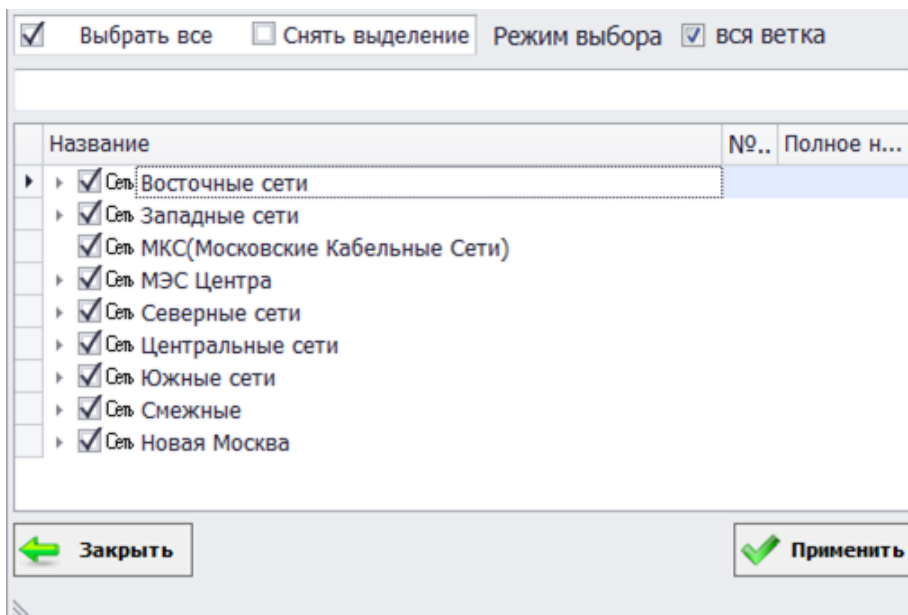 Выбрать все Снять выделение Режим выбора вся ветка
Название №.. Полное н...
Сеть Восточные сети
Сеть Западные сети
Сеть МКС(Московские Кабельные Сети)
Сеть МЭС Центра
Сеть Северные сети
Сеть Центральные сети
Сеть Южные сети
Сеть Смежные
Сеть Новая Москва
Закрыть Применить